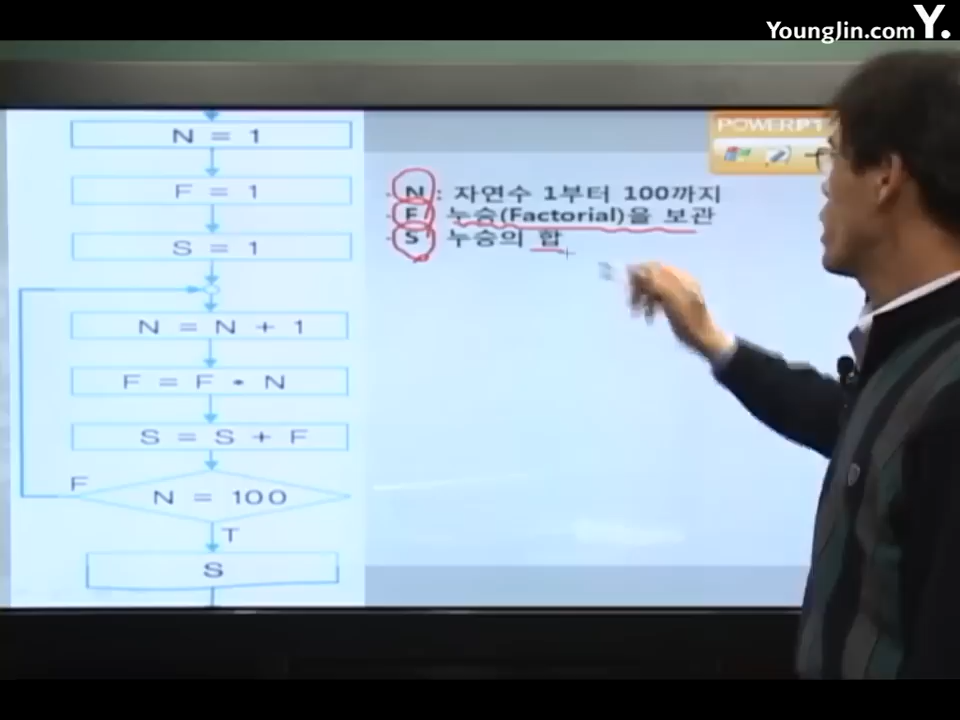 YoungJin.com Y.
N = 1
F = 1
S = 1
N = N + 1
F = F • N
S = S + F
F
N = 100
T
S
POWERPT
- N : 자연수 1부터 100까지
- F : 누승(Factorial)을 보관
- S : 누승의 합